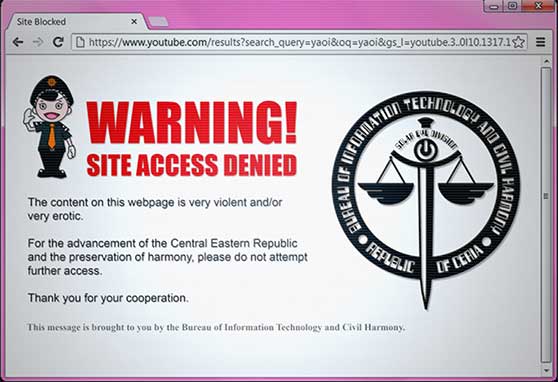 Site Blocked
https://www.youtube.com/results?search_query=yaoi&oq=yaoi&gs_l=youtube.3..0l10.1317.1
WARNING!
SITE ACCESS DENIED
The content on this webpage is very violent and/or
very erotic.
For the advancement of the Central Eastern Republic
and the preservation of harmony, please do not attempt
further access.
Thank you for your cooperation.
This message is brought to you by the Bureau of Information Technology and Civil Harmony.
BUREAU OF INFORMATION TECHNOLOGY AND CIVIL HARMONY
SOLAR EYE DIVISION
REPUBLIC OF CERIA